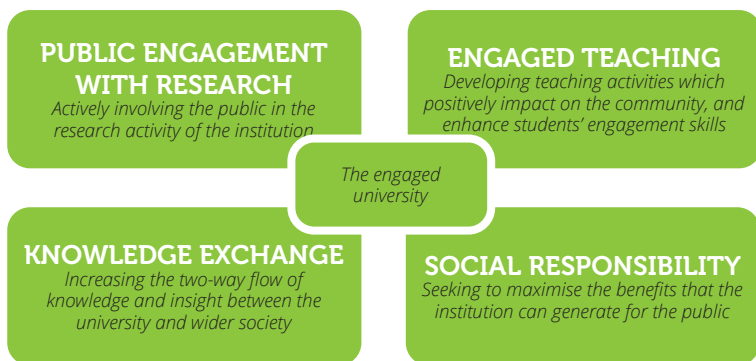 PUBLIC ENGAGEMENT
WITH RESEARCH
Actively involving the public in the
research activity of the institution
ENGAGED TEACHING
Developing teaching activities which
positively impact on the community, and
enhance students’ engagement skills
The engaged
university
KNOWLEDGE EXCHANGE
Increasing the two-way flow of
knowledge and insight between the
university and wider society
SOCIAL RESPONSIBILITY
Seeking to maximise the benefits that the
institution can generate for the public